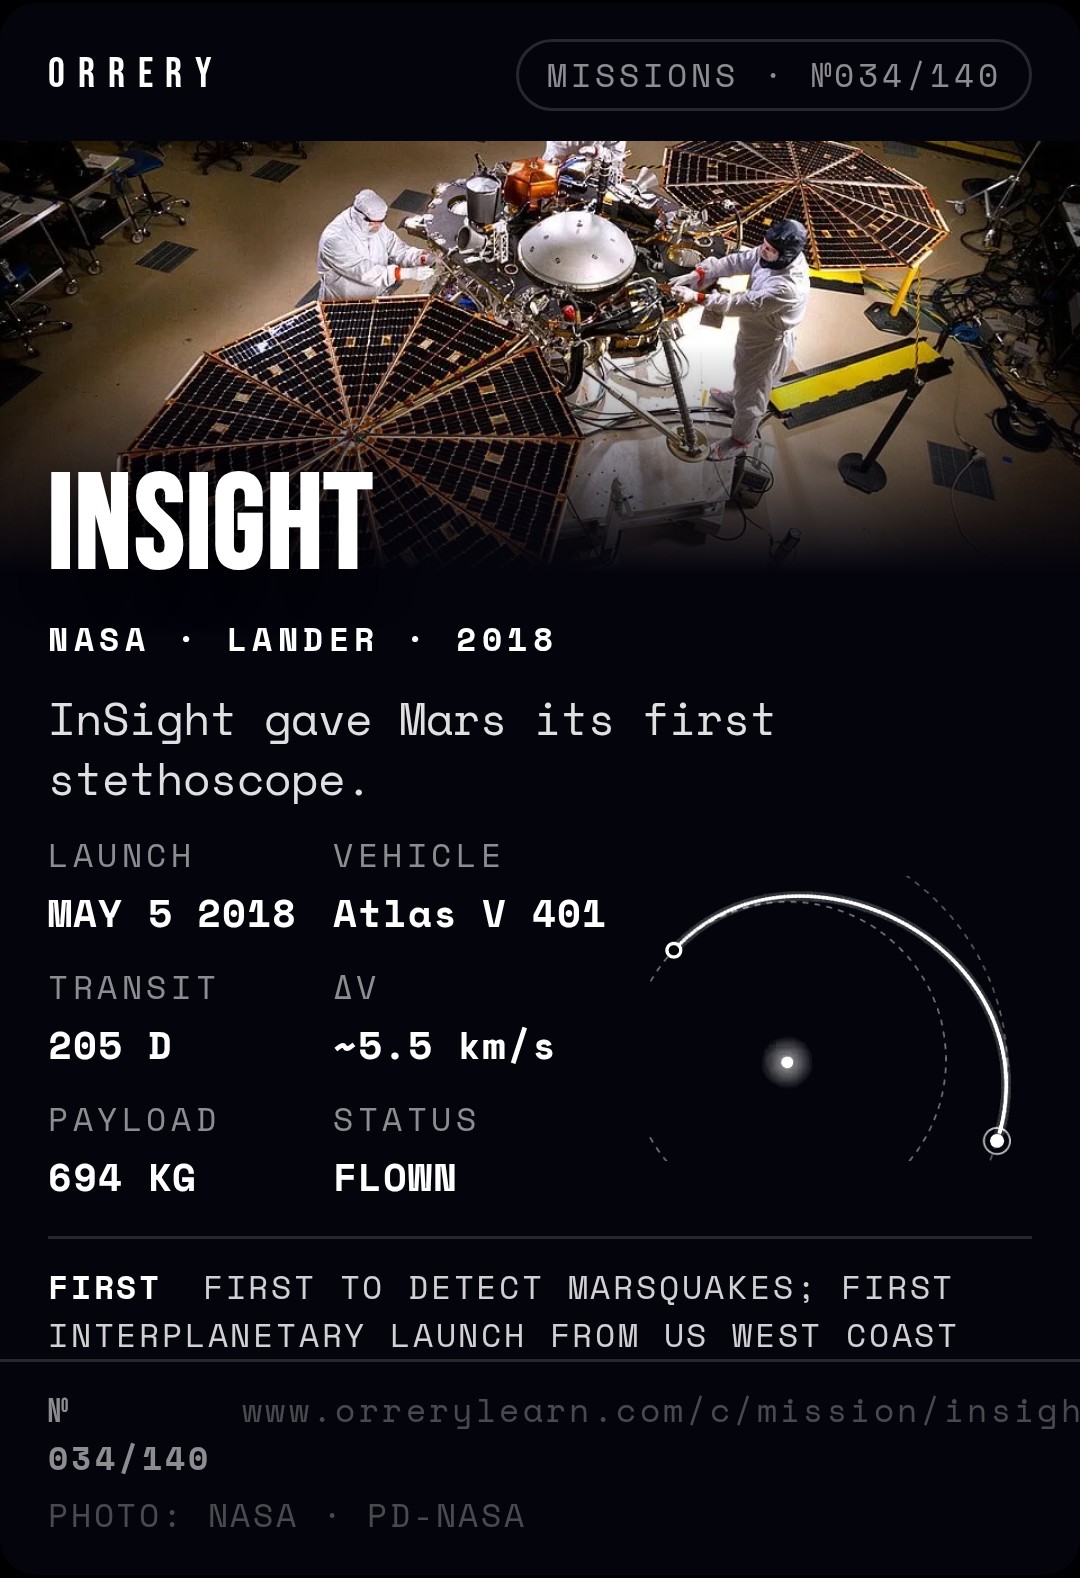 ORRERY
MISSIONS · №034/140
INSIGHT
NASA · LANDER · 2018
InSight gave Mars its first
stethoscope.
LAUNCH VEHICLE
MAY 5 2018 Atlas V 401
TRANSIT ΔV
205 D ~5.5 km/s
PAYLOAD STATUS
694 KG FLOWN
FIRST FIRST TO DETECT MARSQUAKES; FIRST
INTERPLANETARY LAUNCH FROM US WEST COAST
№ www.orrerylearn.com/c/mission/insigh
034/140
PHOTO: NASA · PD-NASA